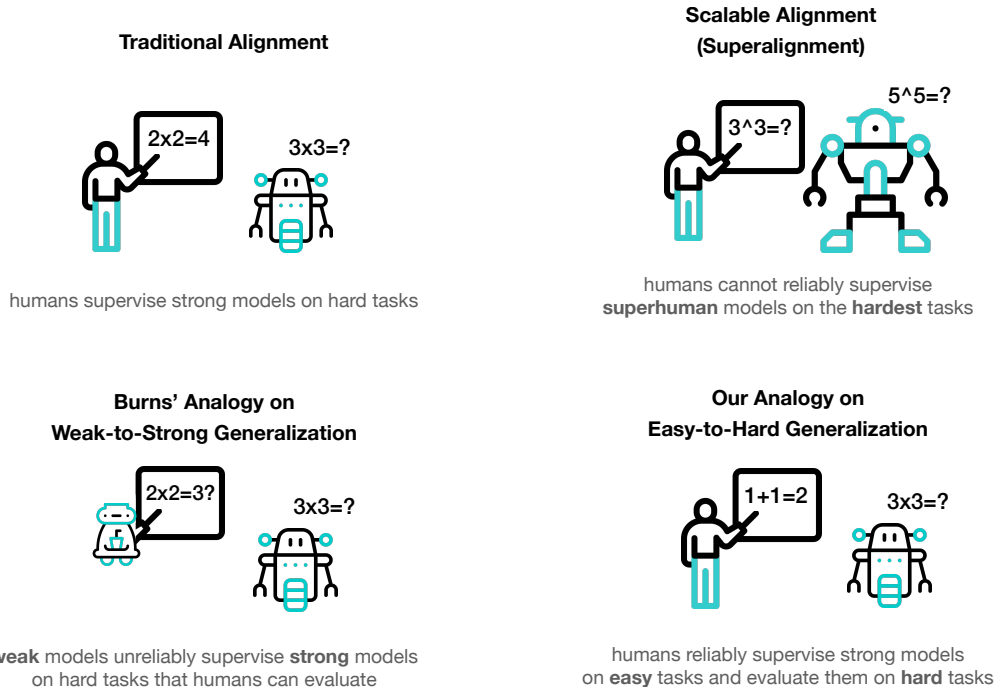 Traditional Alignment
2x2=4
3x3=?
humans supervise strong models on hard tasks
Scalable Alignment
(Superalignment)
3^3=?
5^5=?
humans cannot reliably supervise
superhuman models on the hardest tasks
Burns’ Analogy on
Weak-to-Strong Generalization
2x2=3?
3x3=?
weak models unreliably supervise strong models
on hard tasks that humans can evaluate
Our Analogy on
Easy-to-Hard Generalization
1+1=2
3x3=?
humans reliably supervise strong models
on easy tasks and evaluate them on hard tasks